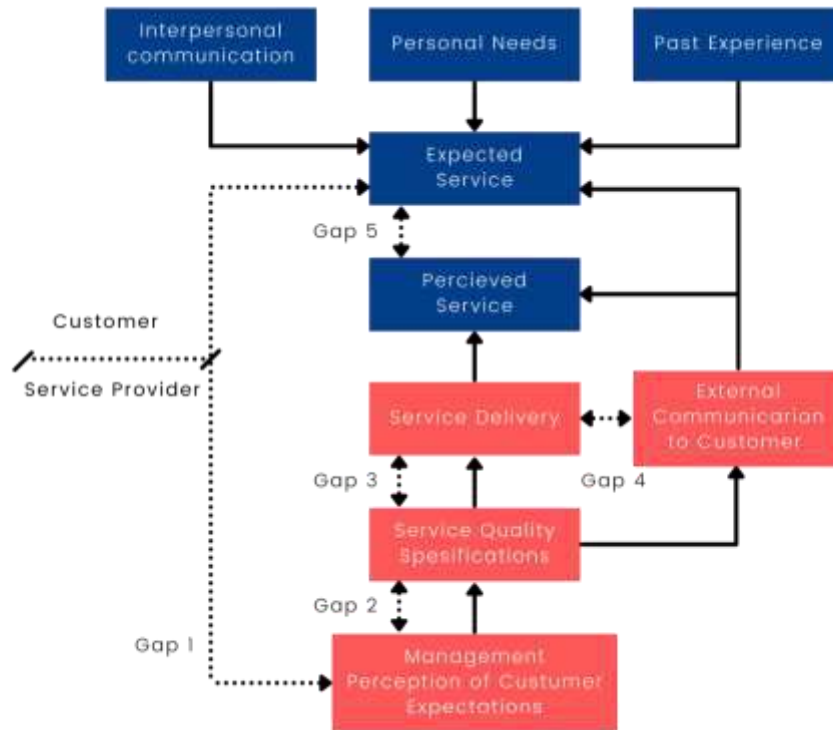 Interpersonal
communication
Personal Needs
Past Experience
Expected
Service
Gap 5
Percieved
Service
Customer
Service Provider
Service Delivery
External
Communicarian
to Customer
Gap 3
Gap 4
Service Quality
Spesifications
Gap 2
Gap 1
Management
Perception of Custumer
Expectations